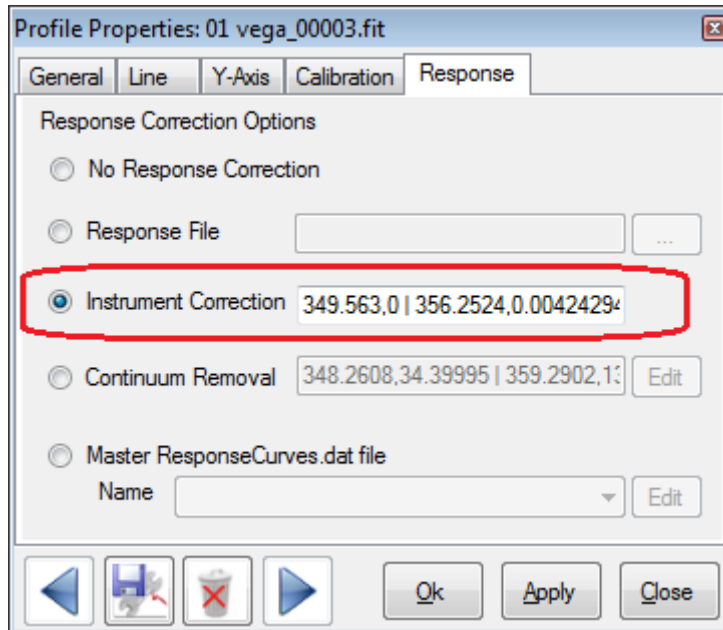 Profile Properties: 01 vega_00003.fit
General Line Y-Axis Calibration Response
Response Correction Options
No Response Correction
Response File ...
Instrument Correction 349.563,0 | 356.2524,0.00424294
Continuum Removal 348.2608,34.39995 | 359.2902,13
Edit
Master ResponseCurves.dat file
Name Edit
Ok Apply Close